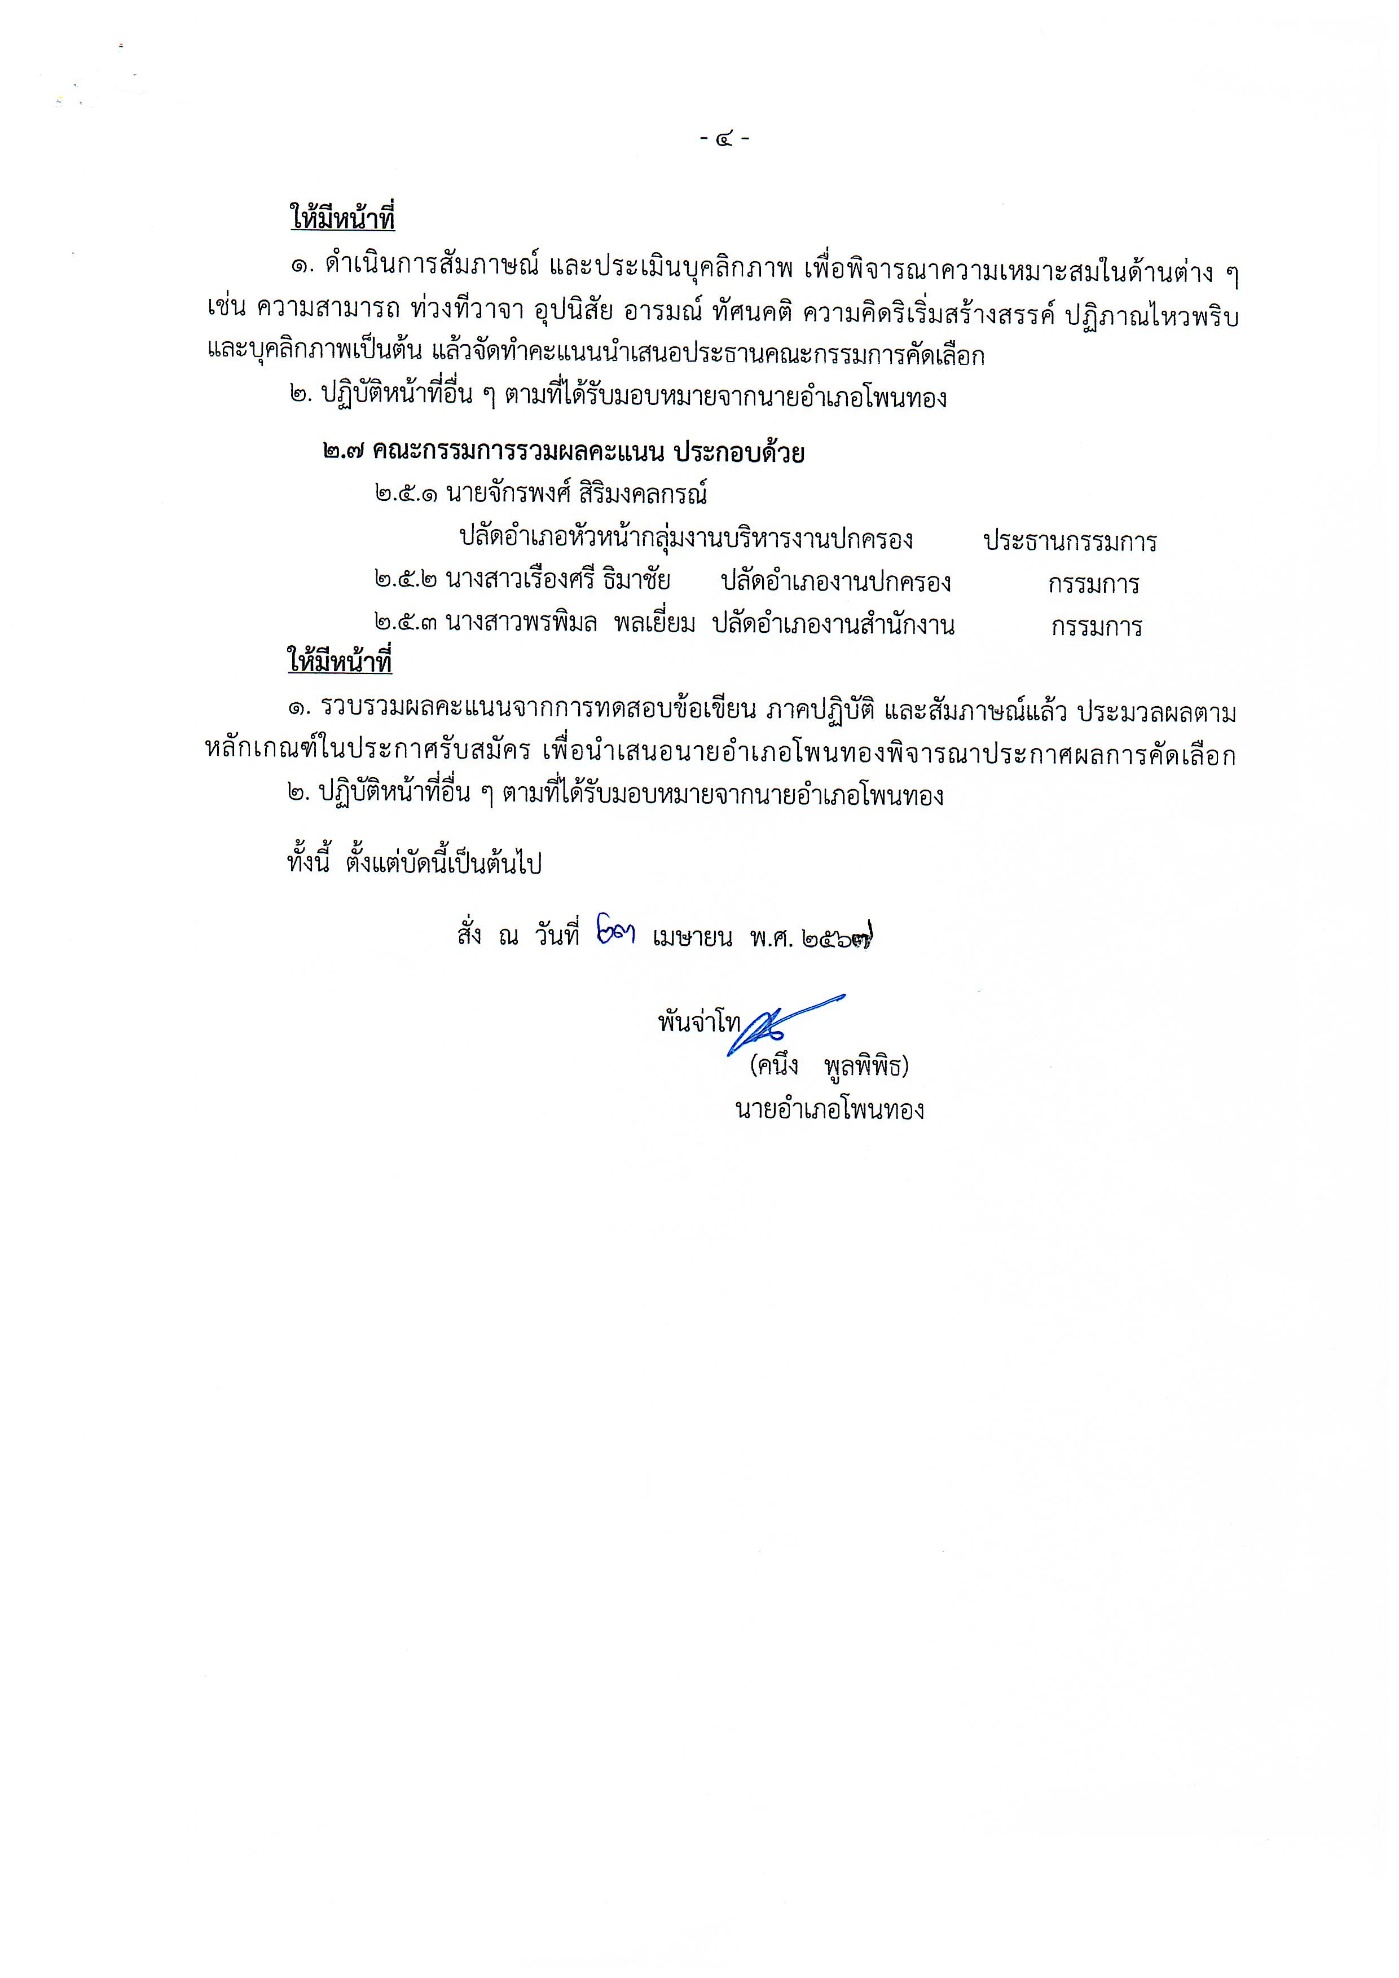 - ๔ -
ให้มีหน้าที่
๑. ดำเนินการสัมภาษณ์ และประเมินบุคลิกภาพ เพื่อพิจารณาความเหมาะสมในด้านต่าง ๆ
เช่น ความสามารถ ท่วงทีวาจา อุปนิสัย อารมณ์ ทัศนคติ ความคิดริเริ่มสร้างสรรค์ ปฏิภาณไหวพริบ
และบุคลิกภาพเป็นต้น แล้วจัดทำคะแนนนำเสนอประธานคณะกรรมการคัดเลือก
๒. ปฏิบัติหน้าที่อื่น ๆ ตามที่ได้รับมอบหมายจากนายอำเภอโพนทอง
๒.๗ คณะกรรมการรวมผลคะแนน ประกอบด้วย
๒.๕.๑ นายจักรพงศ์ สิริมงคลกรณ์
ปลัดอำเภอหัวหน้ากลุ่มงานบริหารงานปกครอง ประธานกรรมการ
๒.๕.๒ นางสาวเรืองศรี ธิมาชัย ปลัดอำเภองานปกครอง กรรมการ
๒.๕.๓ นางสาวพรพิมล พลเยี่ยม ปลัดอำเภองานสำนักงาน กรรมการ
ให้มีหน้าที่
๑. รวบรวมผลคะแนนจากการทดสอบข้อเขียน ภาคปฏิบัติ และสัมภาษณ์แล้ว ประมวลผลตาม
หลักเกณฑ์ในประกาศรับสมัคร เพื่อนำเสนอนายอำเภอโพนทองพิจารณาประกาศผลการคัดเลือก
๒. ปฏิบัติหน้าที่อื่น ๆ ตามที่ได้รับมอบหมายจากนายอำเภอโพนทอง
ทั้งนี้ ตั้งแต่บัดนี้เป็นต้นไป
สั่ง ณ วันที่ ๒๓ เมษายน พ.ศ. ๒๕๖๗
พันจ่าโท
(คนึง พูลพิพิธ)
นายอำเภอโพนทอง